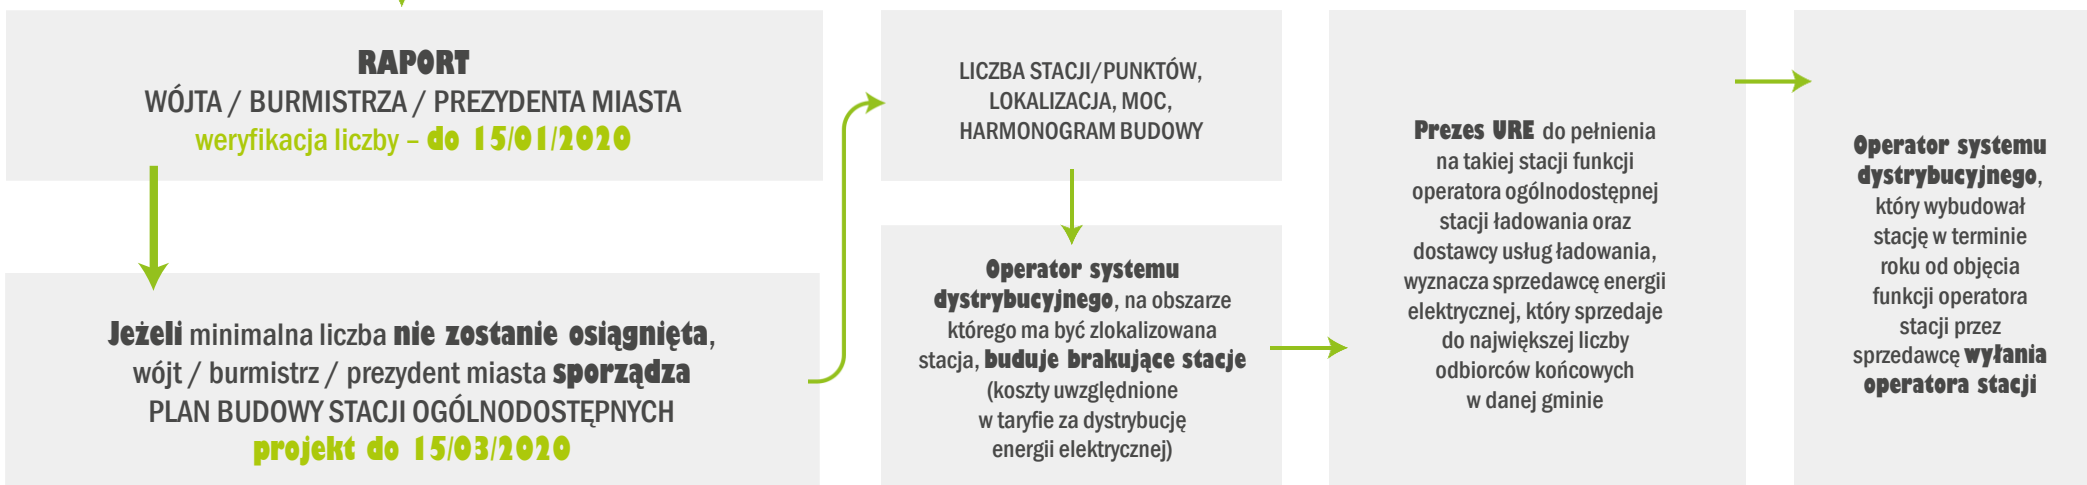 RAPORT
WÓJTA / BURMISTRZA / PREZYDENTA MIASTA
weryfikacja liczby – do 15/01/2020
Jeżeli minimalna liczba nie zostanie osiągnięta,
wójt / burmistrz / prezydent miasta sporządza
PLAN BUDOWY STACJI OGÓLNODOSTĘPNYCH
projekt do 15/03/2020
LICZBA STACJI/PUNKTÓW,
LOKALIZACJA, MOC,
HARMONOGRAM BUDOWY
Operator systemu
dystrybucyjnego, na obszarze
którego ma być zlokalizowana
stacja, buduje brakujące stacje
(koszty uwzględnione
w taryfie za dystrybucję
energii elektrycznej)
Prezes URE do pełnienia
na takiej stacji funkcji
operatora ogólnodostępnej
stacji ładowania oraz
dostawcy usług ładowania,
wyznacza sprzedawcę energii
elektrycznej, który sprzedaje
do największej liczby
odbiorców końcowych
w danej gminie
Operator systemu
dystrybucyjnego,
który wybudował
stację w terminie
roku od objęcia
funkcji operatora
stacji przez
sprzedawcę wyłania
operatora stacji